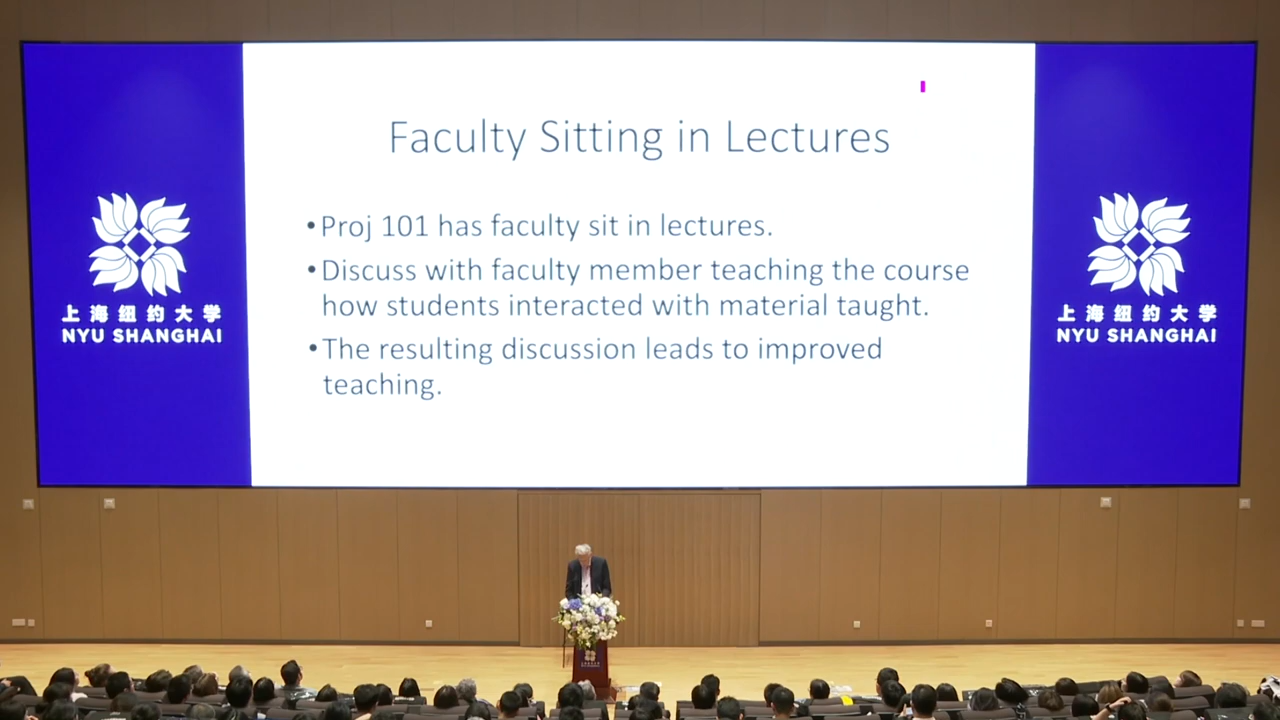 Faculty Sitting in Lectures
•Proj 101 has faculty sit in lectures.
•Discuss with faculty member teaching the course
how students interacted with material taught.
•The resulting discussion leads to improved
teaching.
上海纽约大学
NYU SHANGHAI
上海纽约大学
NYU SHANGHAI